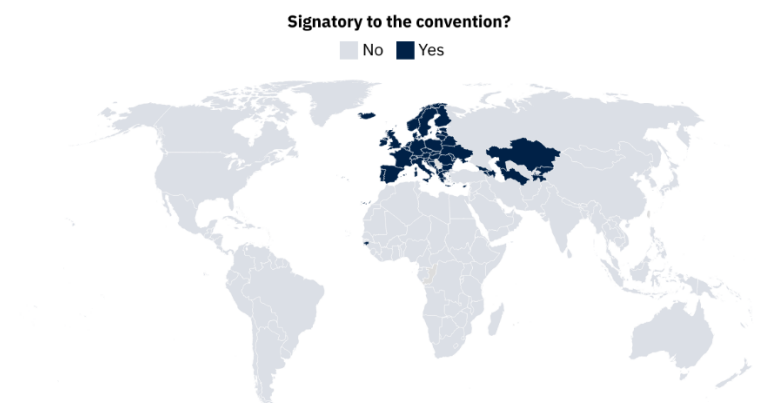 Signatory to the convention?
No Yes